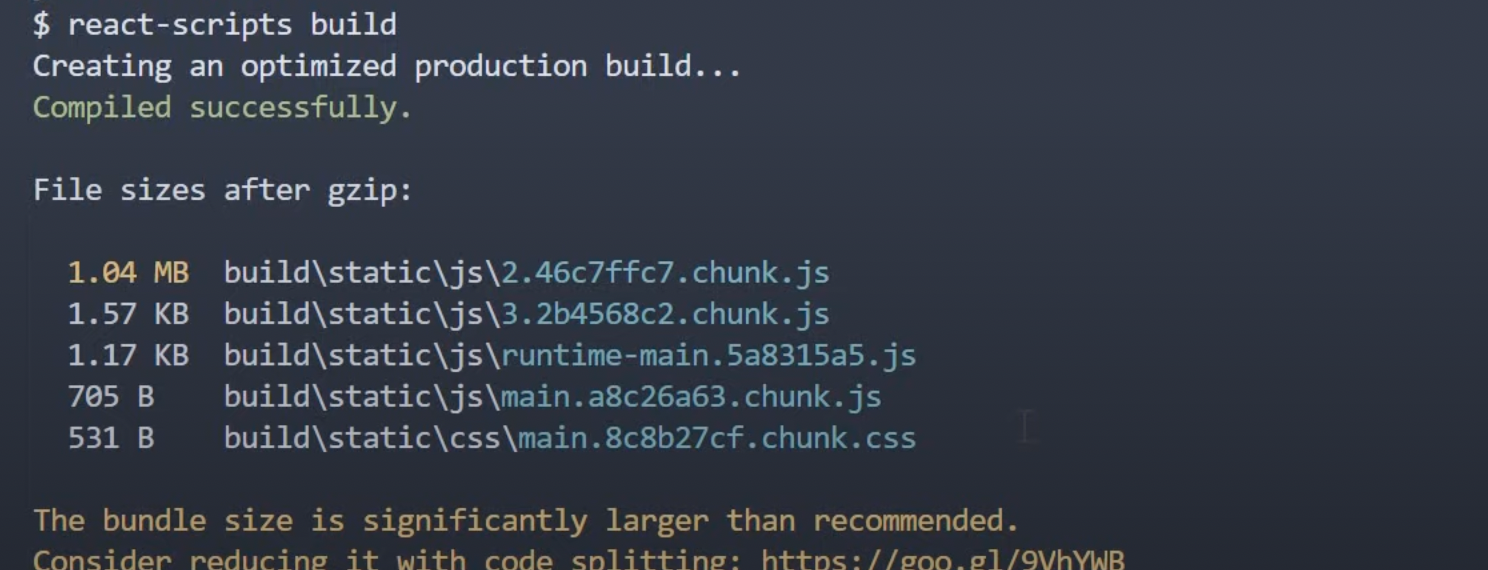 $ react-scripts build
Creating an optimized production build...
Compiled successfully.
File sizes after gzip:
1.04 MB build\static\js\2.46c7ffc7.chunk.js
1.57 KB build\static\js\3.2b4568c2.chunk.js
1.17 KB build\static\js\runtime-main.5a8315a5.js
705 B build\static\js\main.a8c26a63.chunk.js
531 B build\static\css\main.8c8b27cf.chunk.css
The bundle size is significantly larger than recommended.
Consider reducing it with code splitting: https://goo.gl/9VhYWB